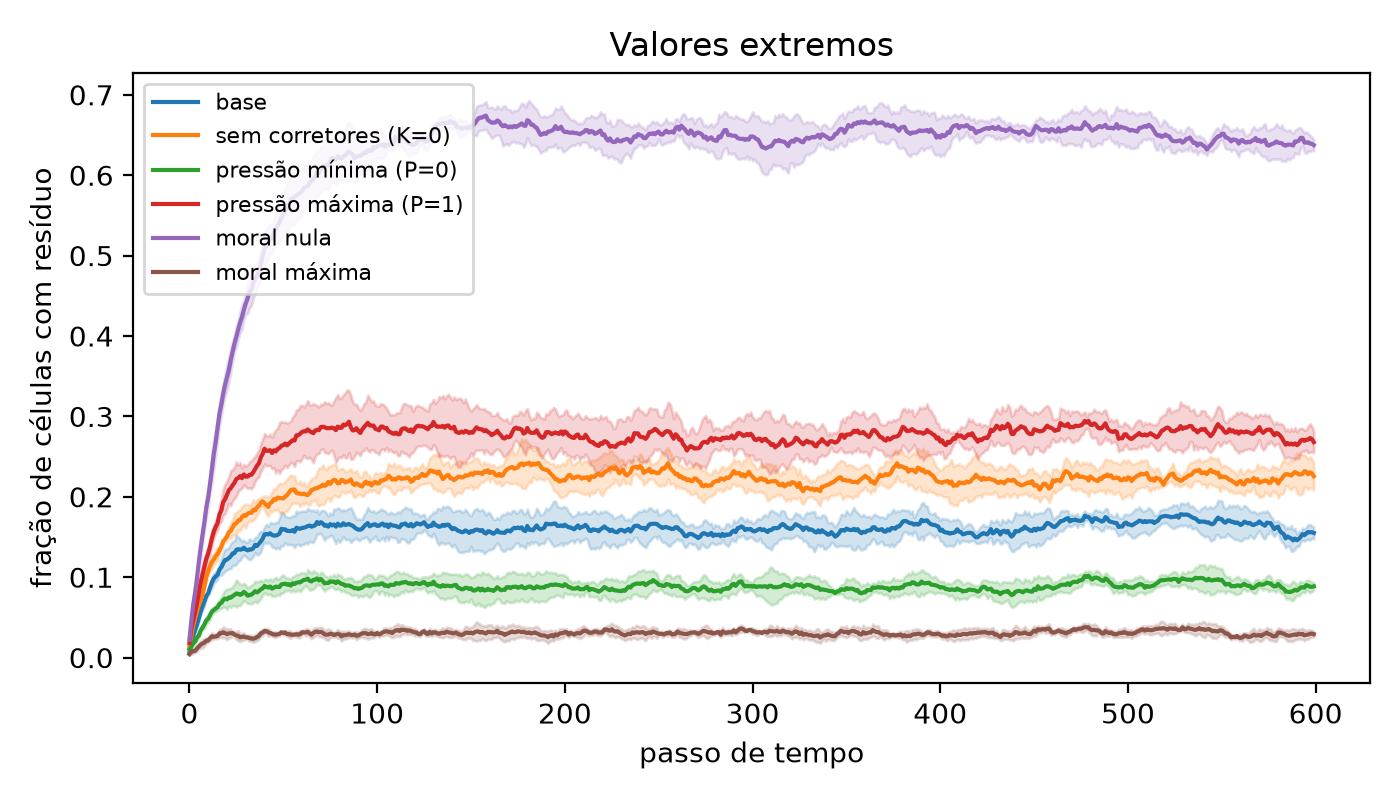 Valores extremos
base
sem corretores (K=0)
pressão mínima (P=0)
pressão máxima (P=1)
moral nula
moral máxima
fração de células com resíduo
0.7
0.6
0.5
0.4
0.3
0.2
0.1
0.0
0 100 200 300 400 500 600
passo de tempo